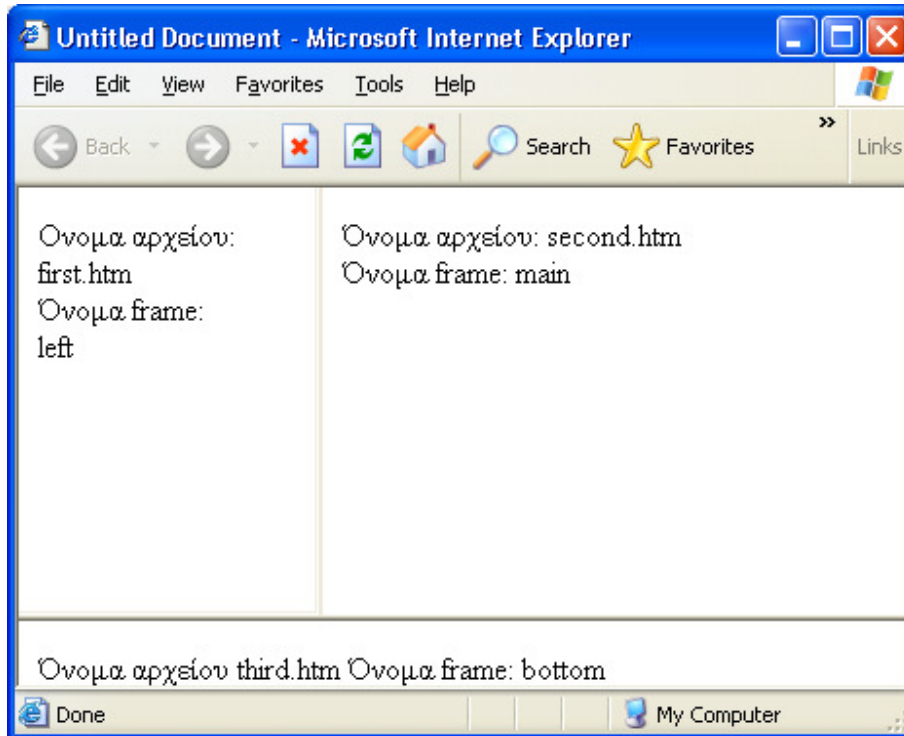 Untitled Document - Microsoft Internet Explorer
File Edit View Favorites Tools Help
Back Search Favorites » Links
Ονομα αρχείου:
first.htm
Όνομα frame:
left
Όνομα αρχείου: second.htm
Όνομα frame: main
Όνομα αρχείου third.htm Όνομα frame: bottom
Done My Computer